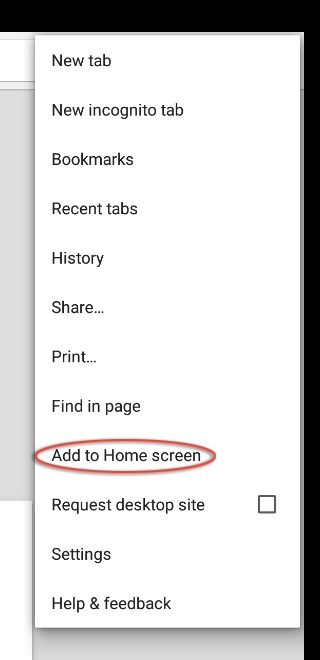 New tab
New incognito tab
Bookmarks
Recent tabs
History
Share...
Print...
Find in page
Add to Home screen
Request desktop site
Settings
Help & feedback